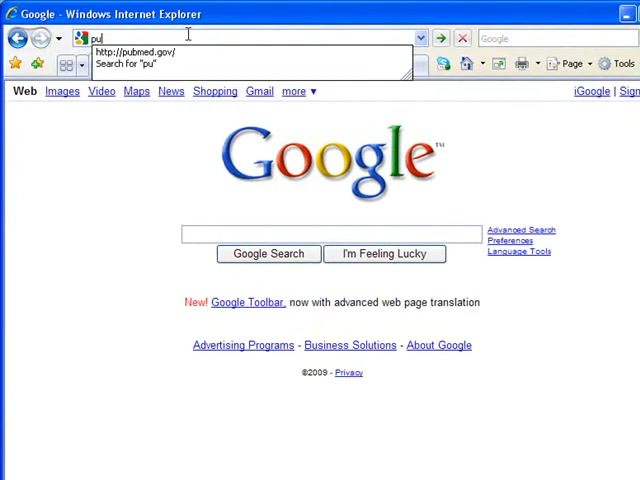 Google - Windows Internet Explorer
pu
Google
http://pubmed.gov/
Search for "pu"
Page
Tools
Web Images Video Maps News Shopping Gmail more ▼
iGoogle | Sign
Google™
Advanced Search
Preferences
Language Tools
Google Search
I'm Feeling Lucky
New! Google Toolbar, now with advanced web page translation
Advertising Programs - Business Solutions - About Google
©2009 - Privacy